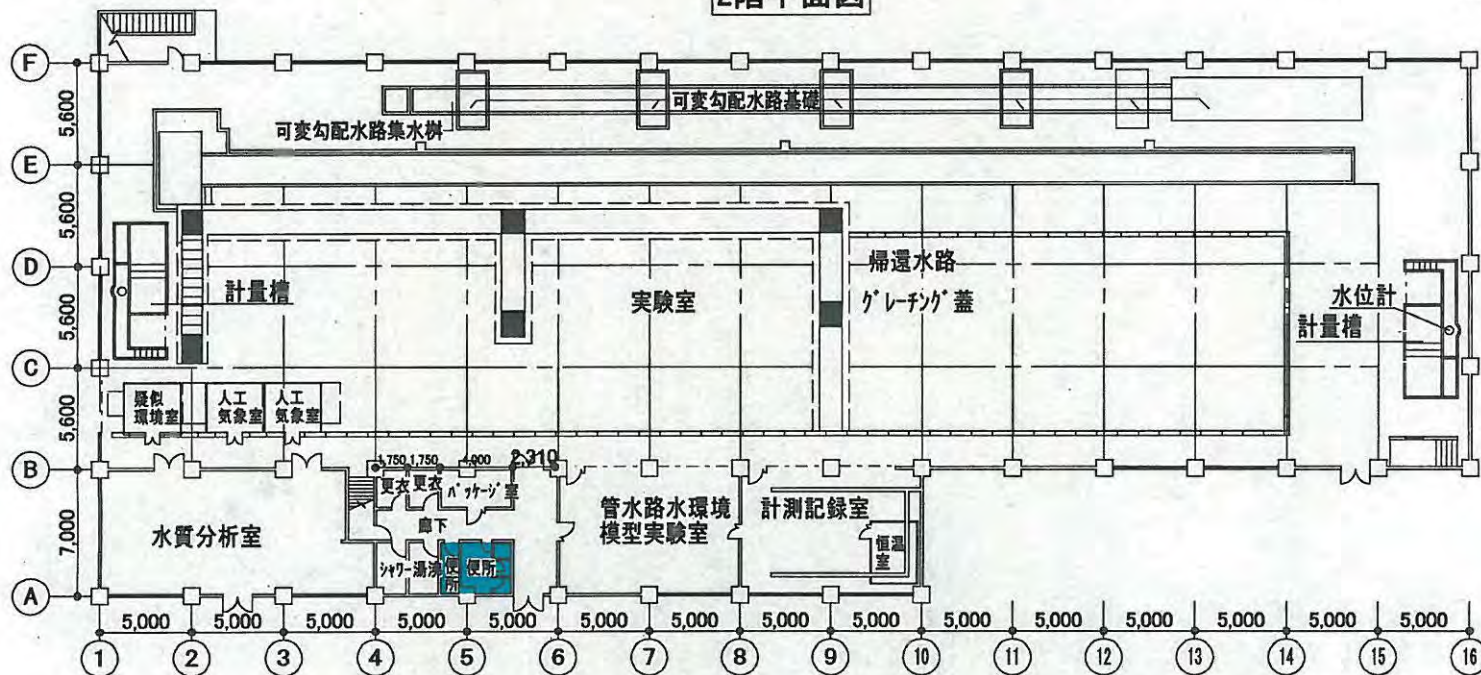 2階平面図
F
5,600
可変勾配水路基礎
可変勾配水路集水桝
E
5,600
D
帰還水路
計量槽
実験室
グレーチング蓋
水位計
計量槽
5,600
C
疑似
環境室
人工
気象室
人工
気象室
5,600
B
1,750 1,750 4,000 2,310
更衣 更衣 パッケージ室
7,000
水質分析室
廊下
管水路水環境
模型実験室
計測記録室
恒温
室
シャワー 湯沸 便所 便所
A
5,000 5,000 5,000 5,000 5,000 5,000 5,000 5,000 5,000 5,000 5,000 5,000 5,000 5,000 5,000
1 2 3 4 5 6 7 8 9 10 11 12 13 14 15 16